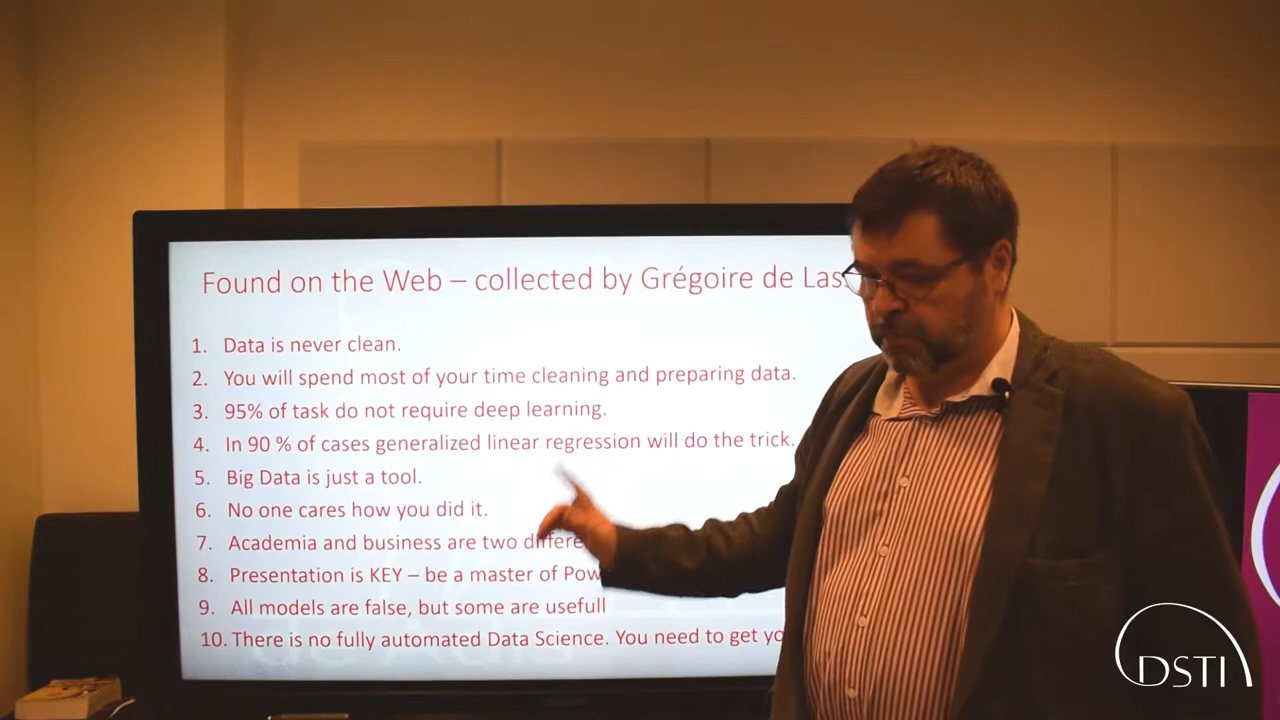 Found on the Web – collected by Grégoire de Las
1. Data is never clean.
2. You will spend most of your time cleaning and preparing data.
3. 95% of task do not require deep learning.
4. In 90 % of cases generalized linear regression will do the trick.
5. Big Data is just a tool.
6. No one cares how you did it.
7. Academia and business are two differe
8. Presentation is KEY – be a master of Pow
9. All models are false, but some are usefull
10. There is no fully automated Data Science. You need to get yo
DSTI